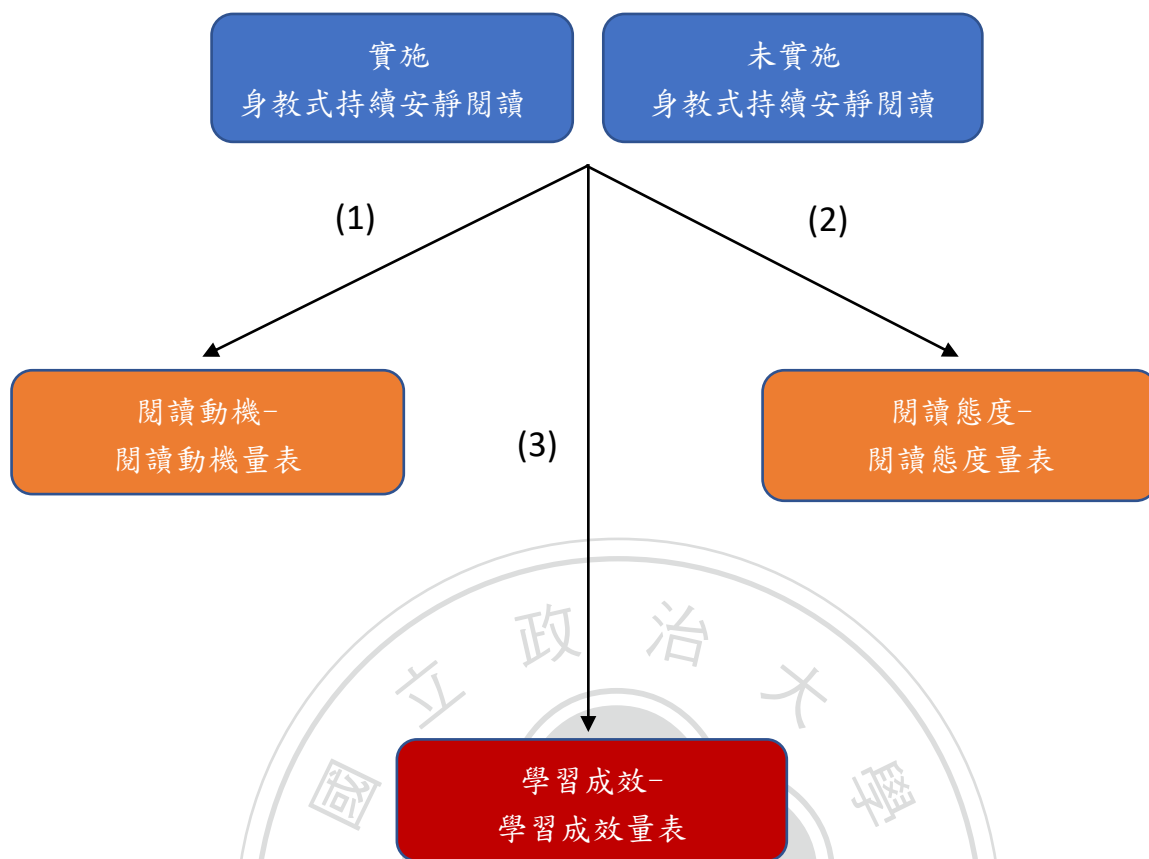 實施
身教式持續安靜閱讀
未實施
身教式持續安靜閱讀
(1)
(2)
閱讀動機-
閱讀動機量表
(3)
閱讀態度-
閱讀態度量表
學習成效-
學習成效量表
國立政治大學